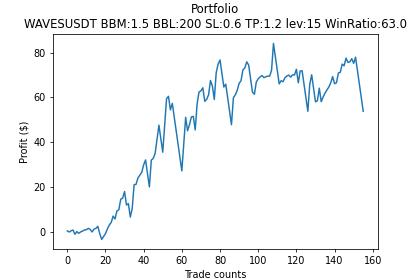 Portfolio
WAVESUSDT BBM:1.5 BBL:200 SL:0.6 TP:1.2 lev:15 WinRatio:63.0
80
60
40
20
0
Profit ($)
0 20 40 60 80 100 120 140 160
Trade counts